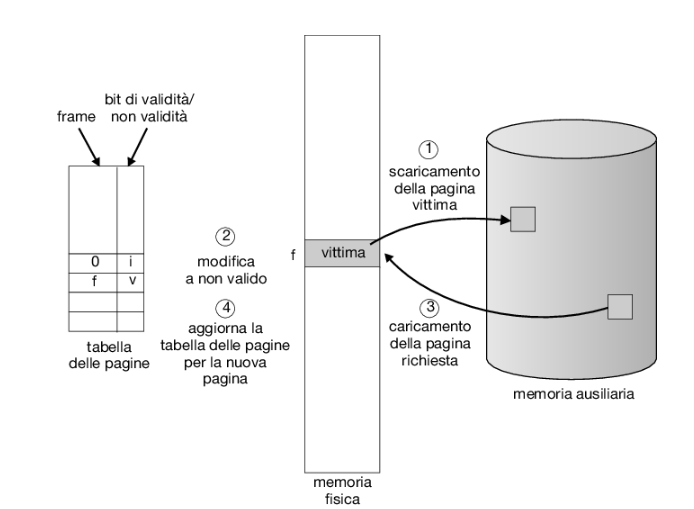 bit di validità/
frame
non validità
1
scaricamento
della pagina
vittima
2
modifica
a non valido
f
vittima
0
i
f
v
4
aggiorna la
tabella delle pagine
per la nuova
pagina
3
caricamento
della pagina
richiesta
tabella
delle pagine
memoria ausiliaria
memoria
fisica